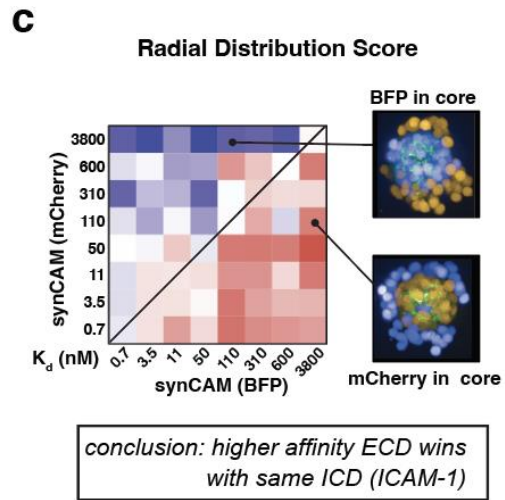 c
Radial Distribution Score
BFP in core
synCAM (mCherry)
3800
600
310
110
50
11
3.5
0.7
Kd (nM)
0.7 3.5 11 50 110 310 600 3800
synCAM (BFP)
mCherry in core
conclusion: higher affinity ECD wins
with same ICD (ICAM-1)